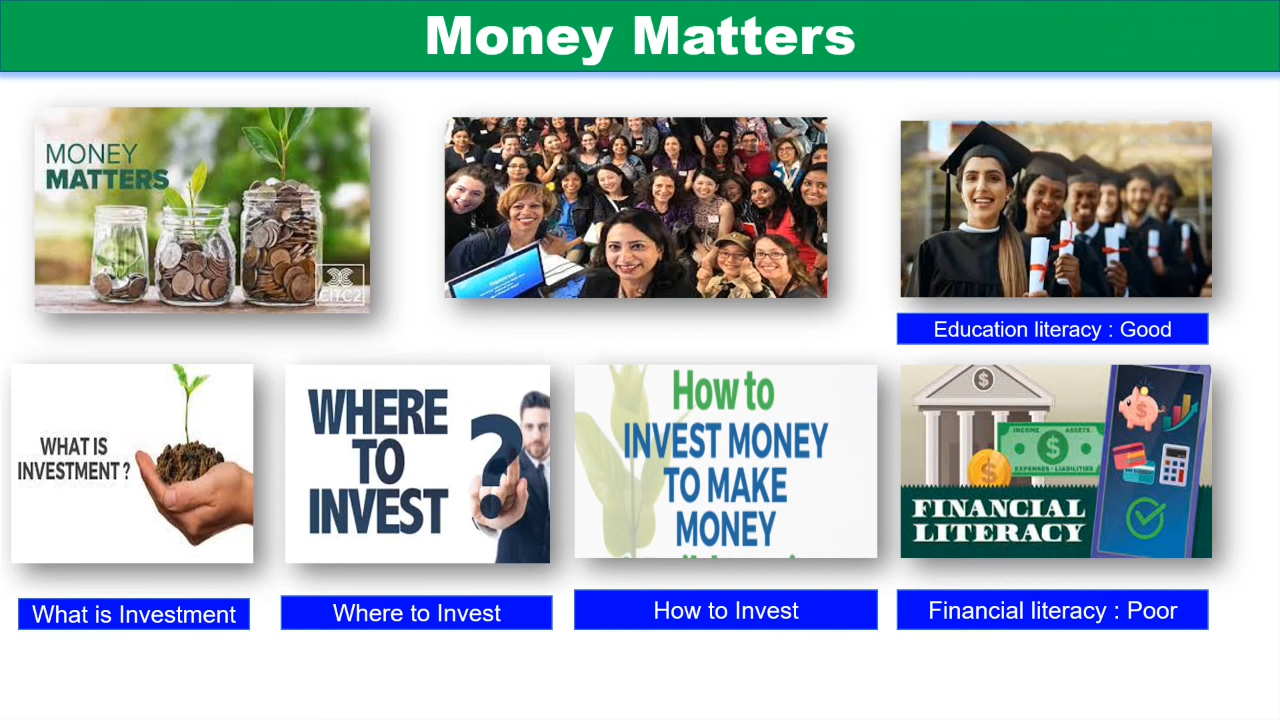 Money Matters
MONEY
MATTERS
CITC2
Education literacy : Good
WHAT IS
INVESTMENT ?
WHERE
TO
INVEST
?
How to
INVEST MONEY
TO MAKE
MONEY
INCOME ASSETS
$
EXPENSES - LIABILITIES
FINANCIAL
LITERACY
What is Investment
Where to Invest
How to Invest
Financial literacy : Poor